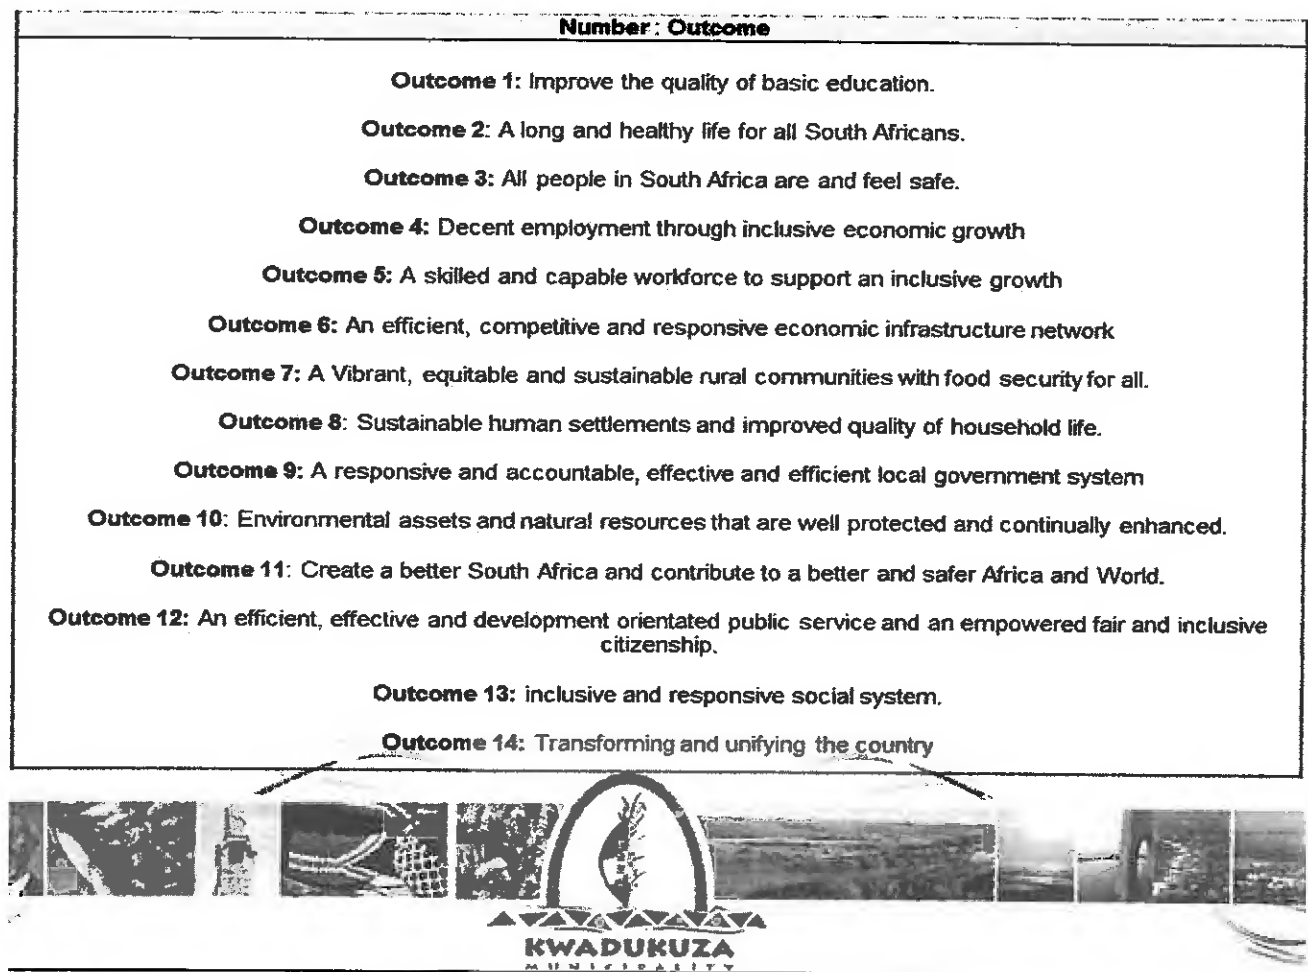 Number : Outcome
Outcome 1: Improve the quality of basic education.
Outcome 2: A long and healthy life for all South Africans.
Outcome 3: All people in South Africa are and feel safe.
Outcome 4: Decent employment through inclusive economic growth
Outcome 5: A skilled and capable workforce to support an inclusive growth
Outcome 6: An efficient, competitive and responsive economic infrastructure network
Outcome 7: A Vibrant, equitable and sustainable rural communities with food security for all.
Outcome 8: Sustainable human settlements and improved quality of household life.
Outcome 9: A responsive and accountable, effective and efficient local government system
Outcome 10: Environmental assets and natural resources that are well protected and continually enhanced.
Outcome 11: Create a better South Africa and contribute to a better and safer Africa and World.
Outcome 12: An efficient, effective and development orientated public service and an empowered fair and inclusive
citizenship.
Outcome 13: inclusive and responsive social system.
Outcome 14: Transforming and unifying the country
KWADUKUZA
MUNICIPALITY